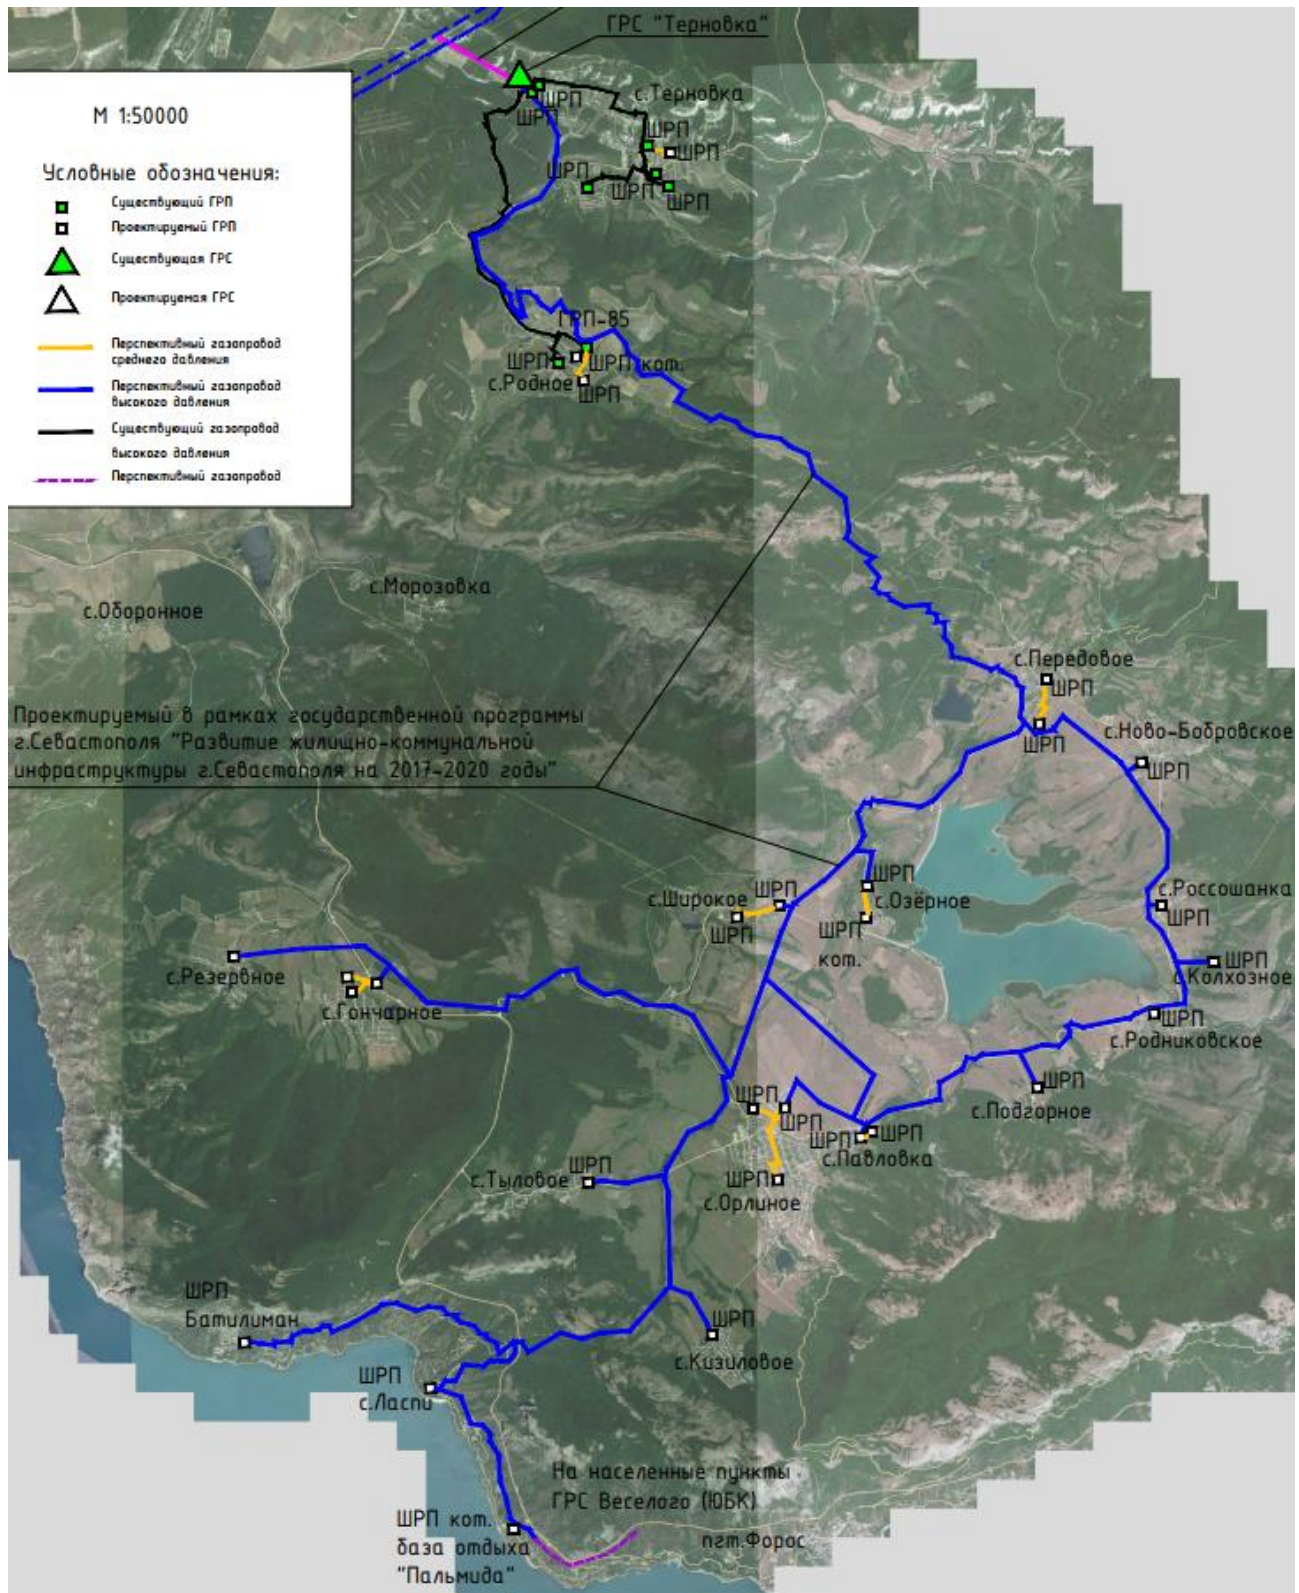 ГРС "Терновка"
с.Терновка
ШРП
ШРП
ШРП
ШРП
ШРП
ШРП
ШРП
М 1:50000
Условные обозначения:
Существующий ГРП
Проектируемый ГРП
Существующая ГРС
Проектируемая ГРС
Перспективный газопровод
среднего давления
Перспективный газопровод
высокого давления
Существующий газопровод
высокого давления
Перспективный газопровод
ГРП-85
ШРП
ШРП кот.
с.Родное
ШРП
с.Морозовка
с.Оборонное
с.Передовое
ШРП
Проектируемый в рамках государственной программы
г.Севастополя "Развитие жилищно-коммунальной
инфраструктуры г.Севастополя на 2017-2020 годы"
ШРП
с.Ново-Бобровское
ШРП
ШРП
с.Широкое
ШРП
ШРП
с.Озёрное
ШРП
кот.
с.Россошанка
ШРП
ШРП
с.Колхозное
с.Резервное
с.Гончарное
ШРП
с.Родниковское
ШРП
с.Подгорное
ШРП
ШРП
ШРП
ШРП
с.Павловка
ШРП
с.Тыловое
ШРП
с.Орлиное
ШРП
Батилиман
ШРП
с.Кизиловое
ШРП
с.Ласпи
На населенные пункты
ГРС Веселого (ЮБК)
ШРП кот.
база отдыха
"Пальмида"
пгт.Форос